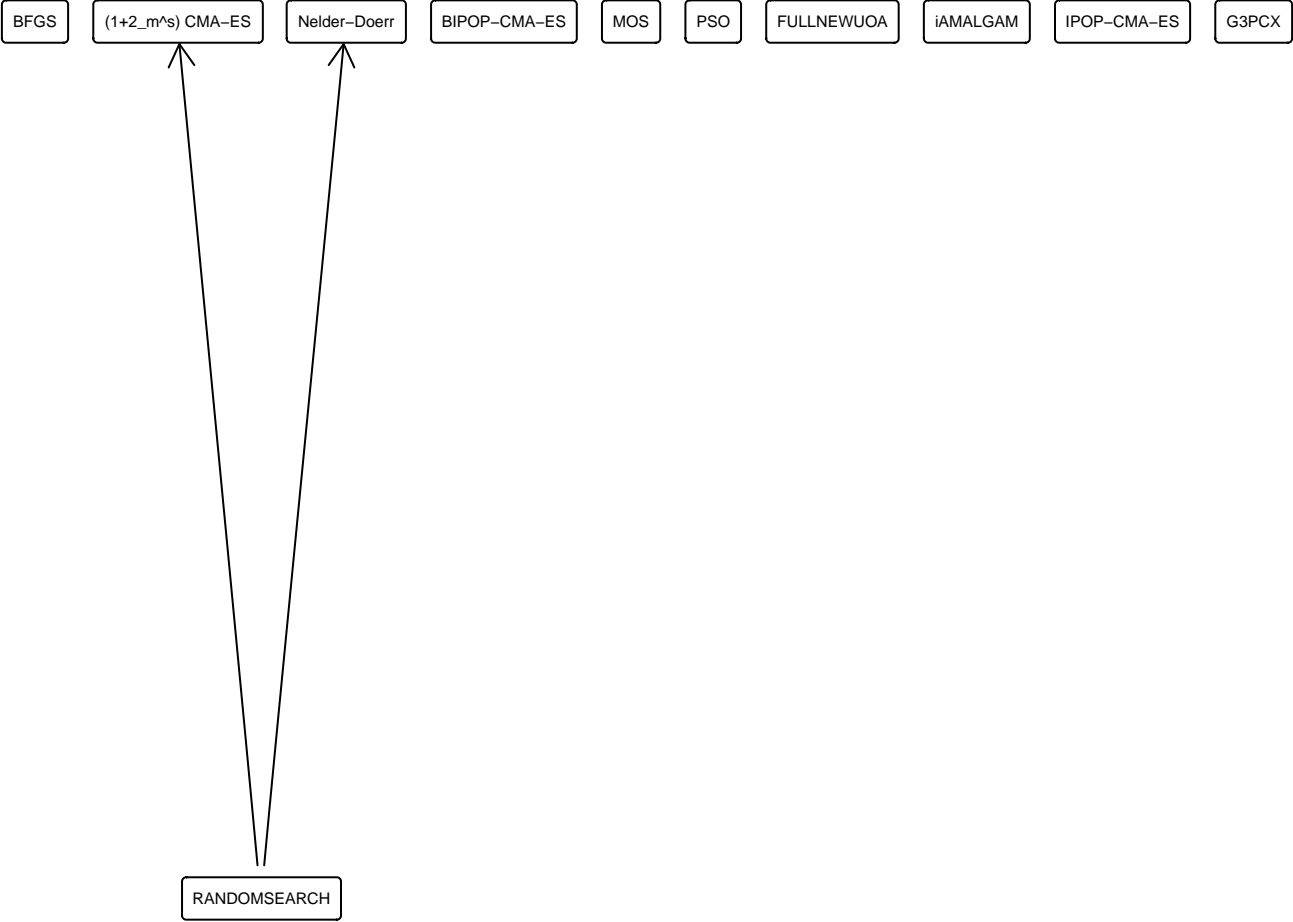 BFGS
(1+2_m^s) CMA−ES
Nelder−Doerr
BIPOP−CMA−ES
MOS
PSO
FULLNEWUOA
iAMALGAM
IPOP−CMA−ES
G3PCX
RANDOMSEARCH